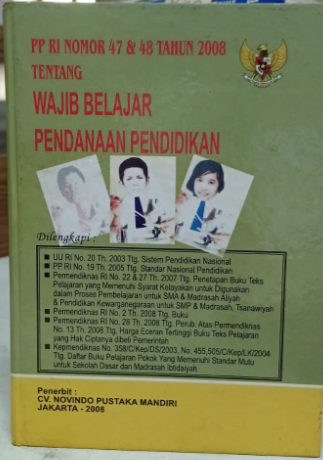 PP RI NOMOR 47 & 48 TAHUN 2008
TENTANG
WAJIB BELAJAR
PENDANAAN PENDIDIKAN
Dilengkapi :
UU RI No. 20 Th. 2003 Ttg. Sistem Pendidikan Nasional
PP.RI No. 19 Th. 2005 Ttg. Standar Nasional Pendidikan
Permendiknas RI No. 22 & 27 Th. 2007 Ttg. Penetapan Buku Teks
Pelajaran yang Memenuhi Syarat Kelayakan untuk Digunakan
dalam Proses Pembelajaran untuk SMA & Madrasah Aliyah
& Pendidikan Kewarganegaraan untuk SMP & Madrasah, Tsanawiyah
Permendiknas RI No. 2 Th. 2008 Ttg. Buku
Permendiknas RI No. 28 Th. 2008 Ttg. Perub. Atas Permendiknas
No. 13 Th. 2008 Ttg. Harga Eceran Tertinggi Buku Teks Pelajaran
yang Hak Ciptanya dibeli Pemerintah
Kepmendiknas No. 358/C/Kep/DS/2003, No. 455,505/C/Kep/LK/2004
Ttg. Daftar Buku Pelajaran Pokok Yang Memenuhi Standar Mutu
untuk Sekolah Dasar dan Madrasah Ibtidaiyah
Penerbit :
CV. NOVINDO PUSTAKA MANDIRI
JAKARTA - 2008